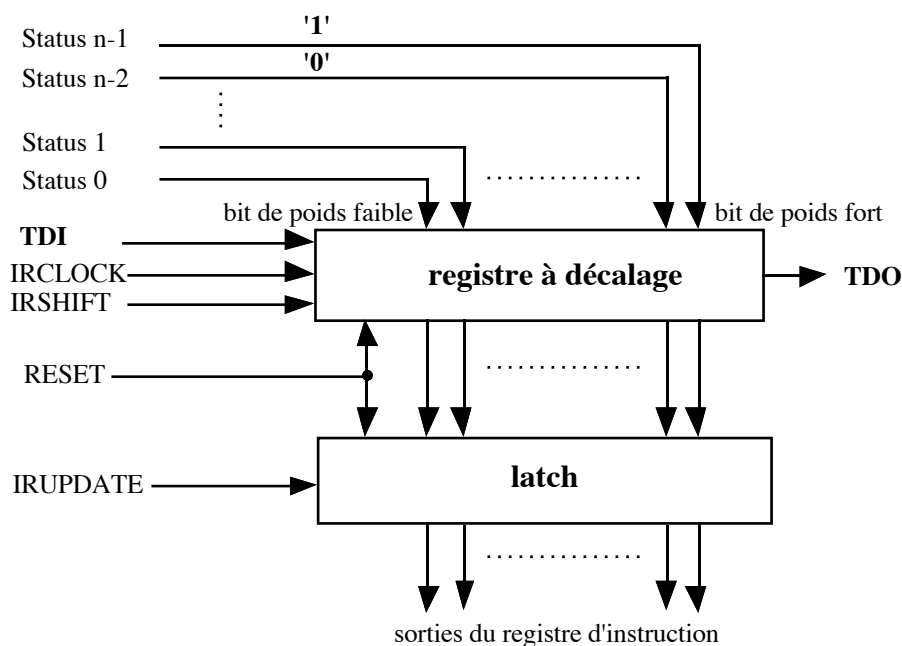 Status n-1
'1'
Status n-2
'0'
Status 1
Status 0
bit de poids faible
bit de poids fort
TDI
IRCLOCK
IRSHIFT
registre à décalage
TDO
RESET
IRUPDATE
latch
sorties du registre d'instruction